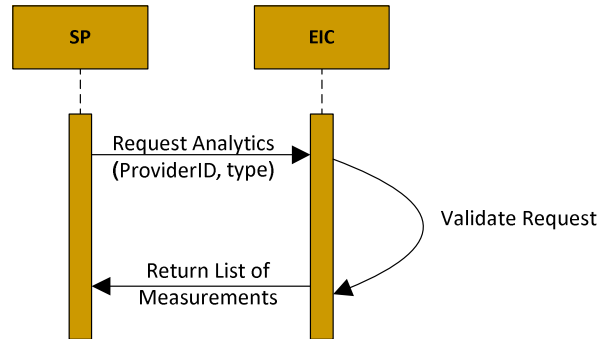 SP
EIC
Request Analytics
(ProviderID, type)
Validate Request
Return List of
Measurements